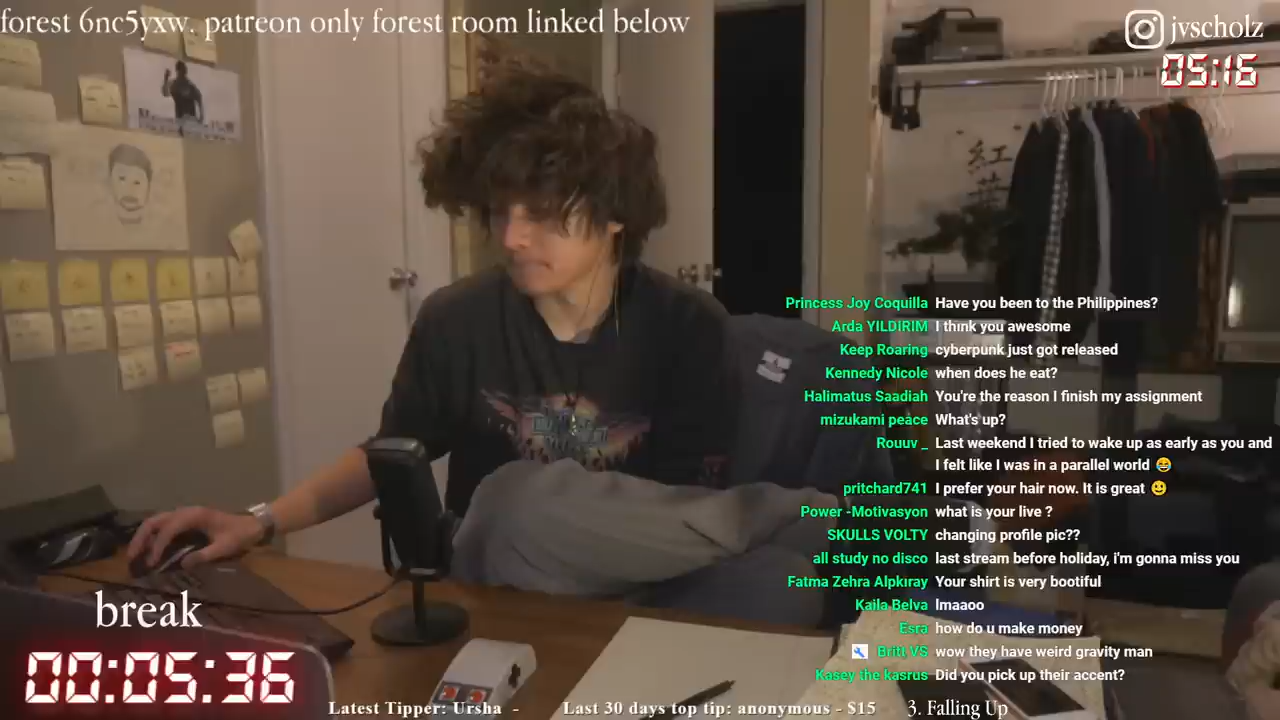 forest 6nc5yxw. patreon only forest room linked below
jvscholz
05:16
紅
Princess Joy Coquilla Have you been to the Philippines?
Arda YILDIRIM I think you awesome
Keep Roaring cyberpunk just got released
Kennedy Nicole when does he eat?
Halimatus Saadiah You're the reason I finish my assignment
mizukami peace What's up?
Rouuv _ Last weekend I tried to wake up as early as you and
I felt like I was in a parallel world 😂
pritchard741 I prefer your hair now. It is great 😃
Power -Motivasyon what is your live ?
SKULLS VOLTY changing profile pic??
all study no disco last stream before holiday, i'm gonna miss you
Fatma Zehra Alpkıray Your shirt is very bootiful
Kaila Belva lmaaoo
Esra how do u make money
Britt VS wow they have weird gravity man
Kasey the kasrus Did you pick up their accent?
break
00:05:36
Latest Tipper: Ursha - Last 30 days top tip: anonymous - $15
3. Falling Up